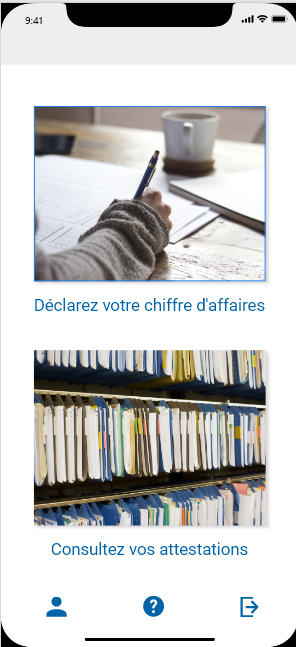 9:41
Déclarez votre chiffre d'affaires
Consultez vos attestations
?